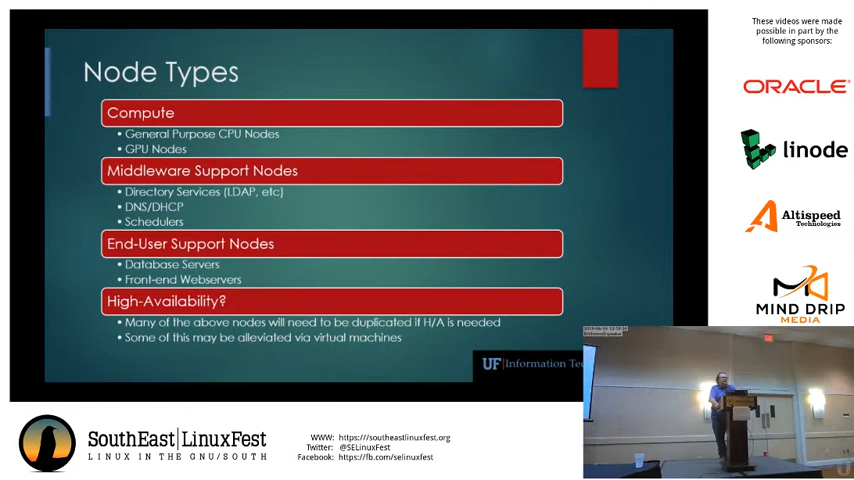 Node Types
Compute
• General Purpose CPU Nodes
• GPU Nodes
Middleware Support Nodes
• Directory Services (LDAP, etc)
• DNS/DHCP
• Schedulers
End-User Support Nodes
• Database Servers
• Front-end Webservers
High-Availability?
• Many of the above nodes will need to be duplicated if H/A is needed
• Some of this may be alleviated via virtual machines
UF Information Te
These videos were made
possible in part by the
following sponsors:
ORACLE®
linode
Altispeed
Technologies
MIND DRIP
MEDIA
SouthEast|LinuxFest
LINUX IN THE GNU/SOUTH
WWW: https:///southeastlinuxfest.org
Twitter: @SELinuxFest
Facebook: https://fb.com/selinuxfest